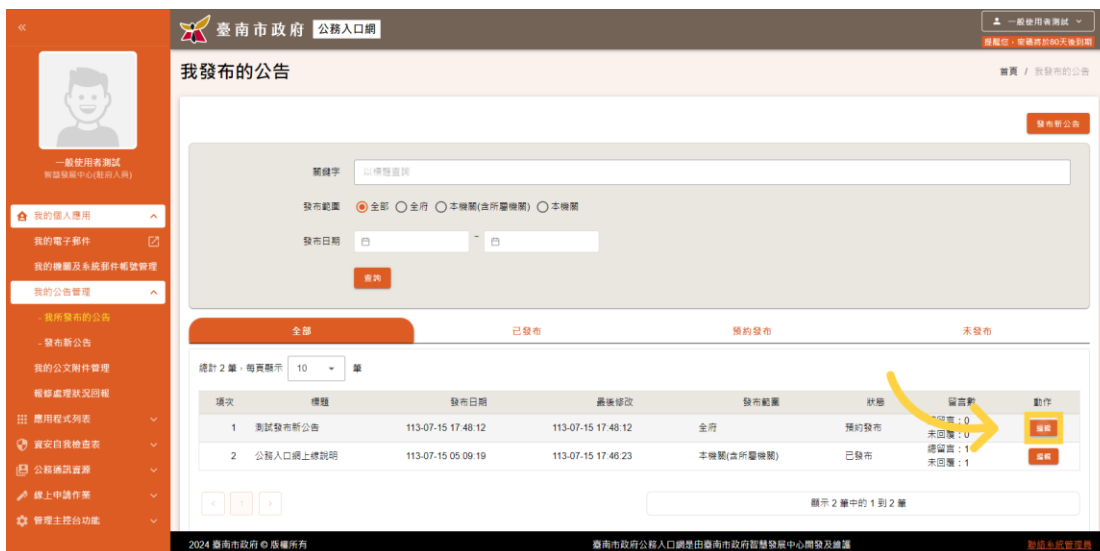 臺南市政府 公務入口網
一般使用者測試
提醒您，密碼將於60天後到期
我發布的公告
首頁 / 我發布的公告
一般使用者測試
智慧發展中心(駐府人員)
我的個人應用
我的電子郵件
我的機關及系統郵件帳號管理
我的公告管理
- 我所發布的公告
- 發布新公告
我的公文附件管理
報修處理狀況回報
應用程式列表
資安自我檢查表
公務通訊資源
線上申請作業
管理主控台功能
發布新公告
關鍵字 以標題查詢
發布範圍 全部 全府 本機關(含所屬機關) 本機關
發布日期 ~
查詢
全部 已發布 預約發布 未發布
總計 2 筆，每頁顯示 10 筆
項次 標題 發布日期 最後修改 發布範圍 狀態 留言數 動作
1 測試發布新公告 113-07-15 17:48:12 113-07-15 17:48:12 全府 預約發布 總留言：0 編輯
未回覆：0
2 公務入口網上線說明 113-07-15 05:09:19 113-07-15 17:46:23 本機關(含所屬機關) 已發布 總留言：1 編輯
未回覆：1
1
顯示 2 筆中的 1 到 2 筆
2024 臺南市政府 © 版權所有 臺南市政府公務入口網是由臺南市政府智慧發展中心開發及維護 聯絡系統管理員